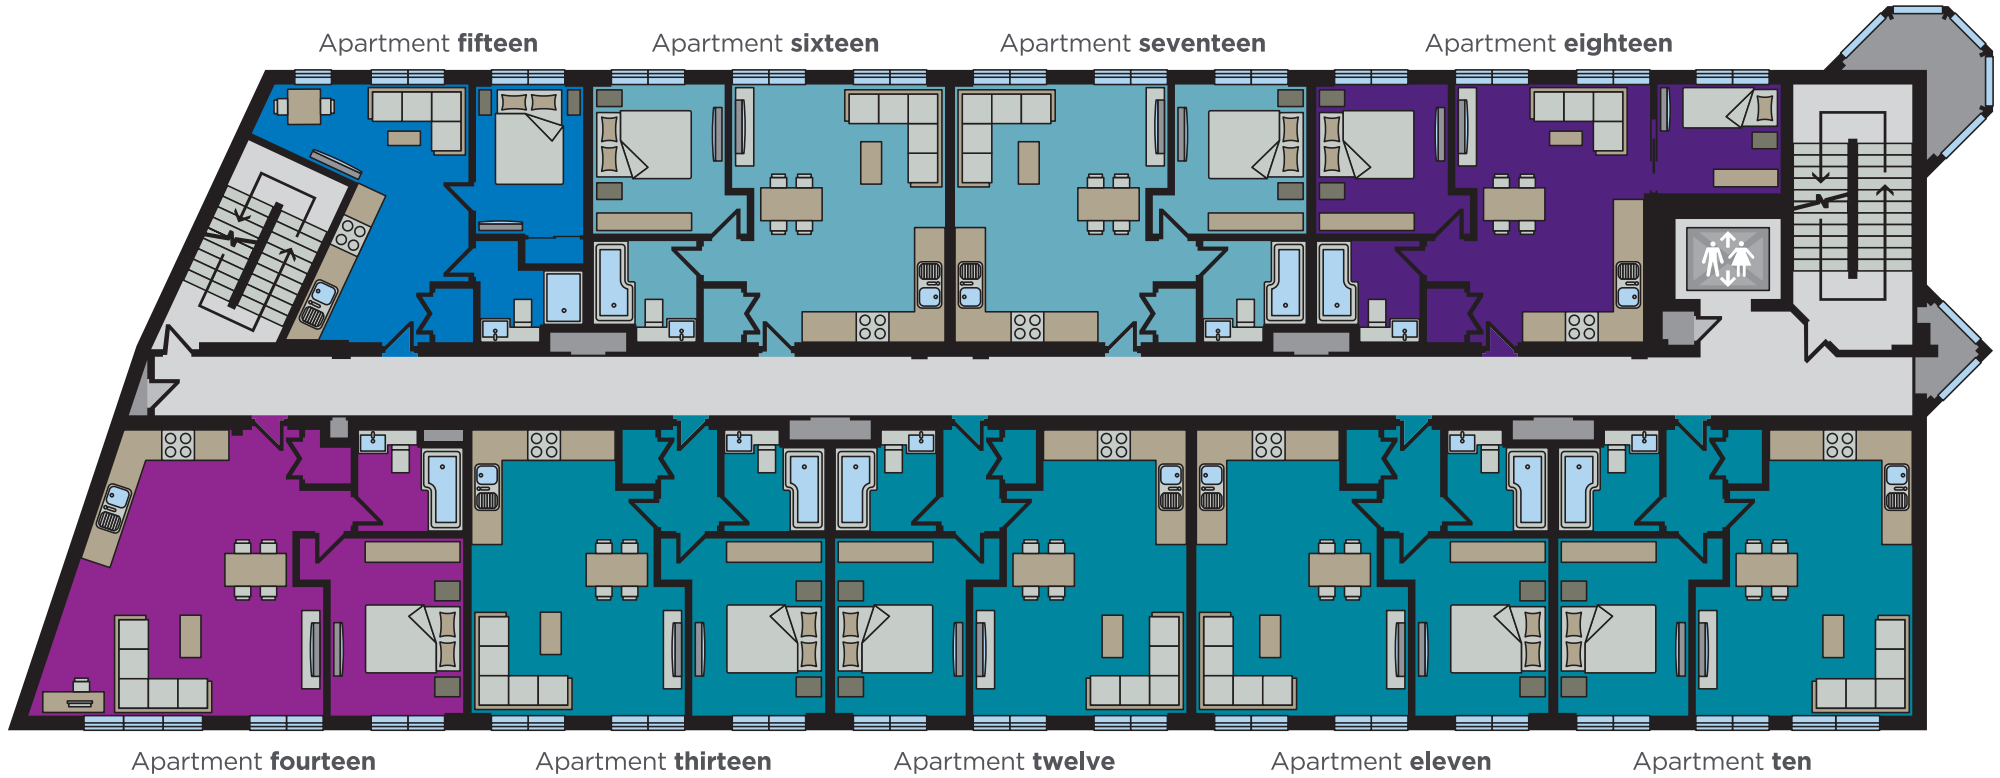 Apartment fifteen
Apartment sixteen
Apartment seventeen
Apartment eighteen
Apartment fourteen
Apartment thirteen
Apartment twelve
Apartment eleven
Apartment ten